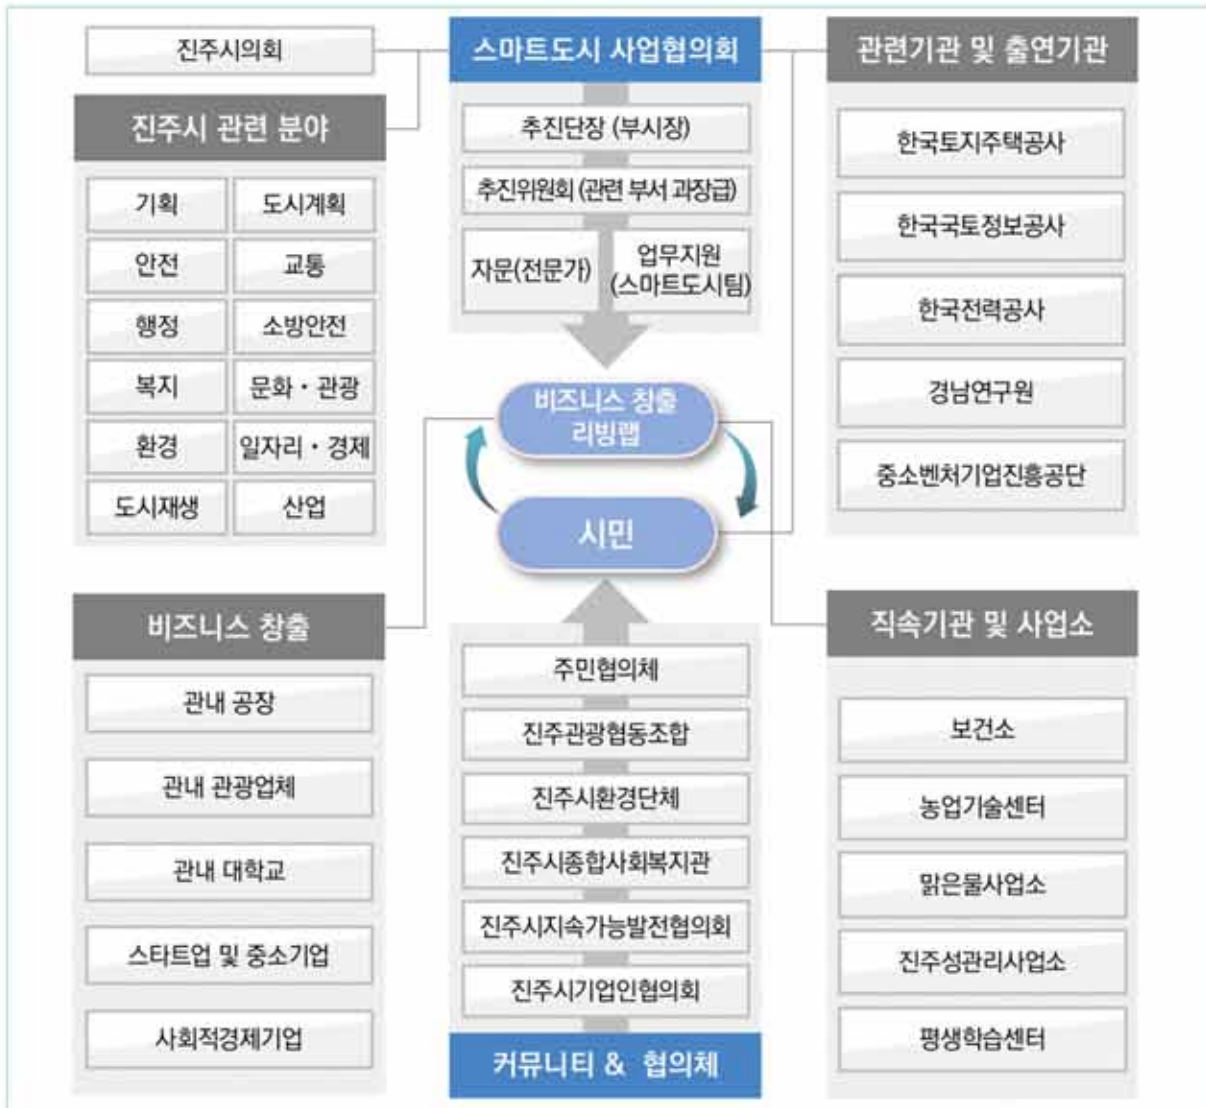 진주시의회
진주시 관련 분야
기획
도시계획
안전
교통
행정
소방안전
복지
문화・관광
환경
일자리・경제
도시재생
산업
스마트도시 사업협의회
추진단장 (부시장)
추진위원회 (관련 부서 과장급)
자문(전문가)
업무지원
(스마트도시팀)
관련기관 및 출연기관
한국토지주택공사
한국국토정보공사
한국전력공사
경남연구원
중소벤처기업진흥공단
비즈니스 창출
리빙랩
시민
비즈니스 창출
관내 공장
관내 관광업체
관내 대학교
스타트업 및 중소기업
사회적경제기업
주민협의체
진주관광협동조합
진주시환경단체
진주시종합사회복지관
진주시지속가능발전협의회
진주시기업인협의회
커뮤니티 & 협의체
직속기관 및 사업소
보건소
농업기술센터
맑은물사업소
진주성관리사업소
평생학습센터